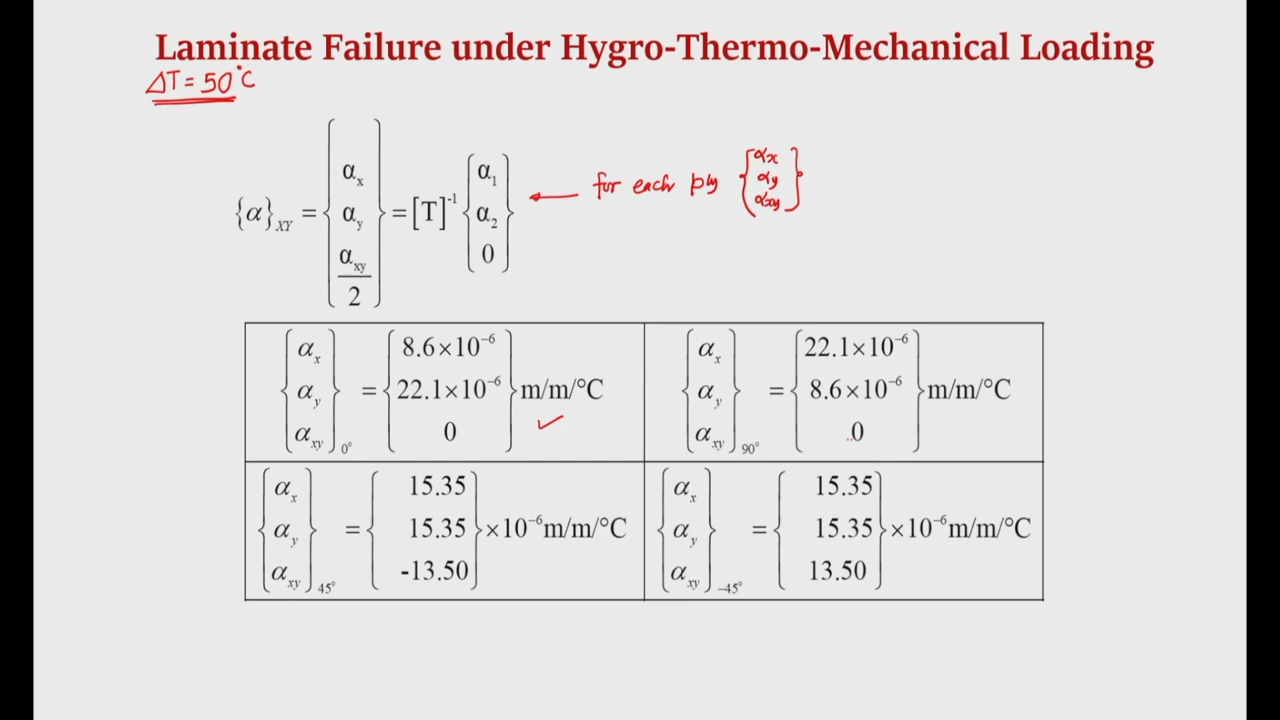 Laminate Failure under Hygro-Thermo-Mechanical Loading
ΔT = 50°C
{α}XY = { αx αy αxy/2 } = [T]⁻¹ { α1 α2 0 } ← for each ply { αx αy αxy }
{ αx αy αxy }0° = { 8.6×10⁻⁶ 22.1×10⁻⁶ 0 } m/m/°C
{ αx αy αxy }90° = { 22.1×10⁻⁶ 8.6×10⁻⁶ 0 } m/m/°C
{ αx αy αxy }45° = { 15.35 15.35 -13.50 } ×10⁻⁶m/m/°C
{ αx αy αxy }−45° = { 15.35 15.35 13.50 } ×10⁻⁶m/m/°C